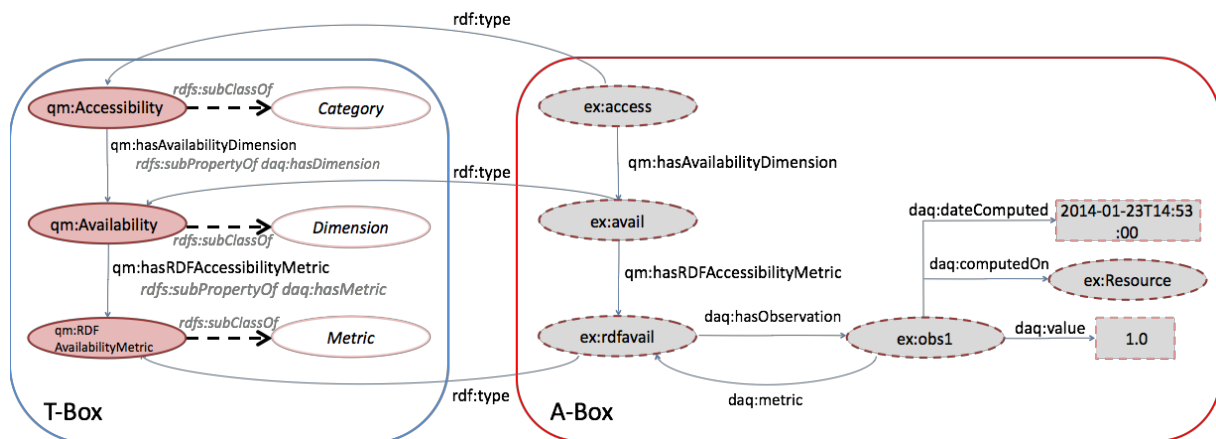 rdf:type
qm:Accessibility
rdfs:subClassOf
Category
ex:access
qm:hasAvailabilityDimension
rdfs:subPropertyOf daq:hasDimension
qm:hasAvailabilityDimension
rdf:type
qm:Availability
rdfs:subClassOf
Dimension
ex:avail
daq:dateComputed
2014-01-23T14:53
:00
qm:hasRDFAccessibilityMetric
rdfs:subPropertyOf daq:hasMetric
qm:hasRDFAccessibilityMetric
daq:computedOn
ex:Resource
qm:RDF
AvailabilityMetric
rdfs:subClassOf
Metric
ex:rdfavail
daq:hasObservation
ex:obs1
daq:value
1.0
rdf:type
daq:metric
T-Box
A-Box